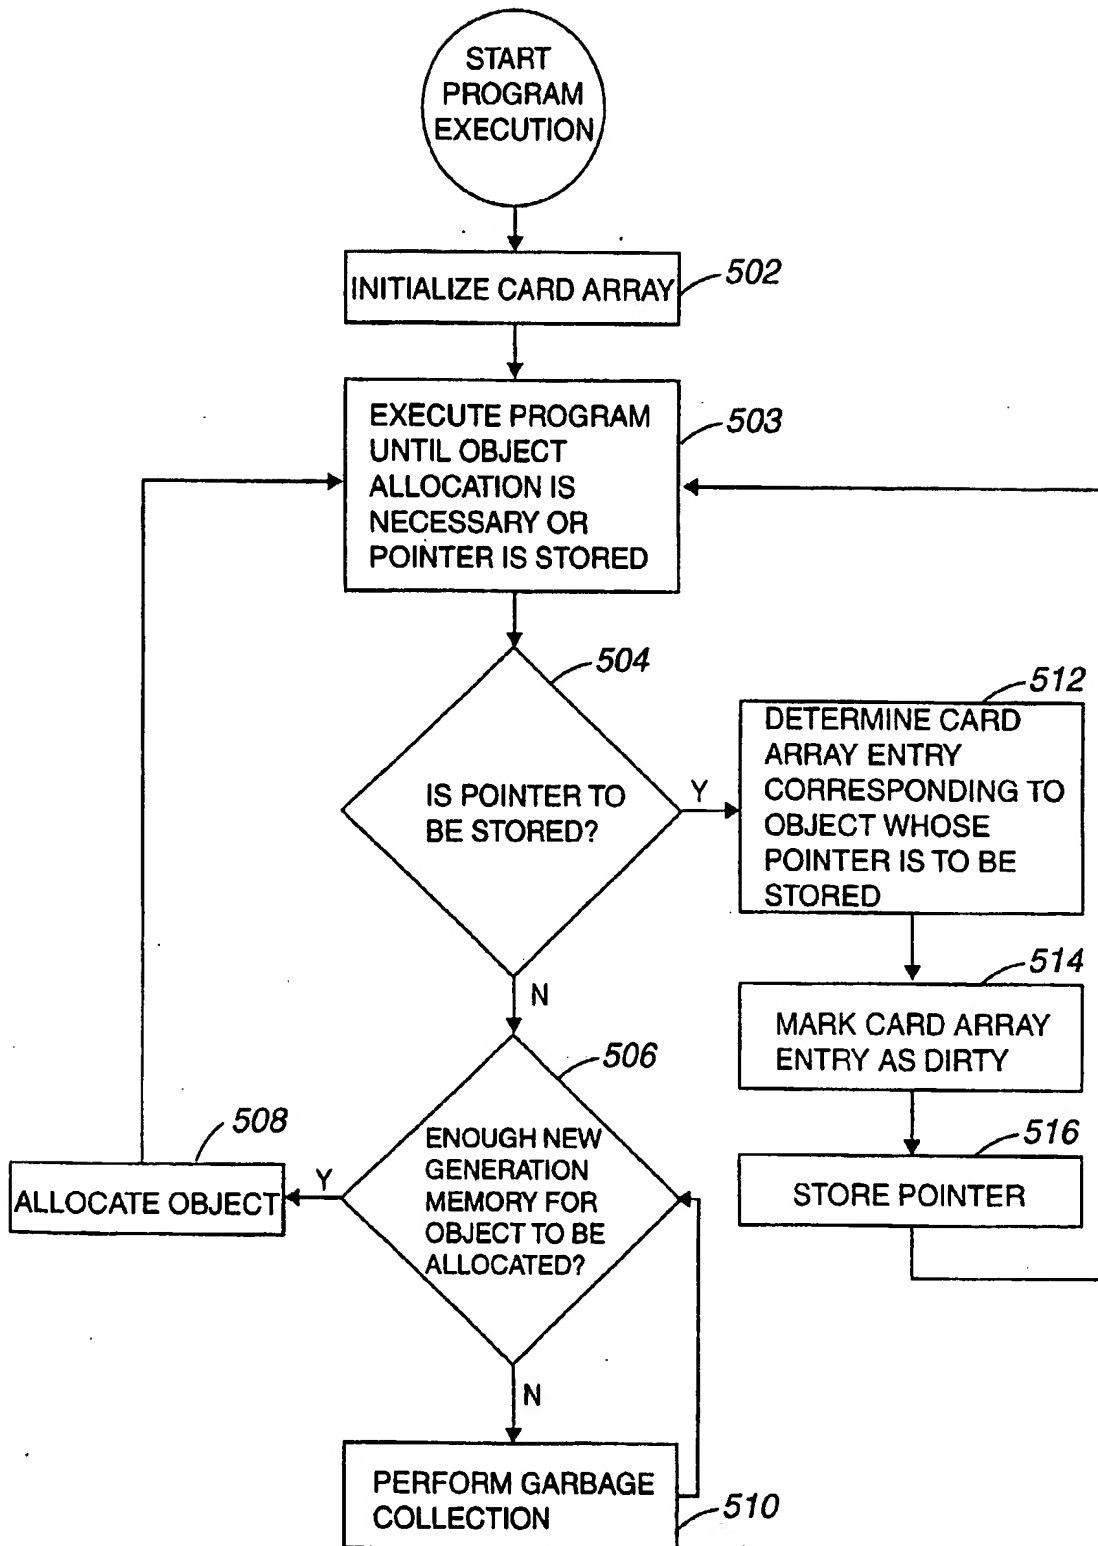 START
PROGRAM
EXECUTION
INITIALIZE CARD ARRAY
502
EXECUTE PROGRAM
UNTIL OBJECT
ALLOCATION IS
NECESSARY OR
POINTER IS STORED
503
504
IS POINTER TO
BE STORED?
Y
N
512
DETERMINE CARD
ARRAY ENTRY
CORRESPONDING TO
OBJECT WHOSE
POINTER IS TO BE
STORED
514
MARK CARD ARRAY
ENTRY AS DIRTY
516
STORE POINTER
506
ENOUGH NEW
GENERATION
MEMORY FOR
OBJECT TO BE
ALLOCATED?
Y
N
508
ALLOCATE OBJECT
PERFORM GARBAGE
COLLECTION
510